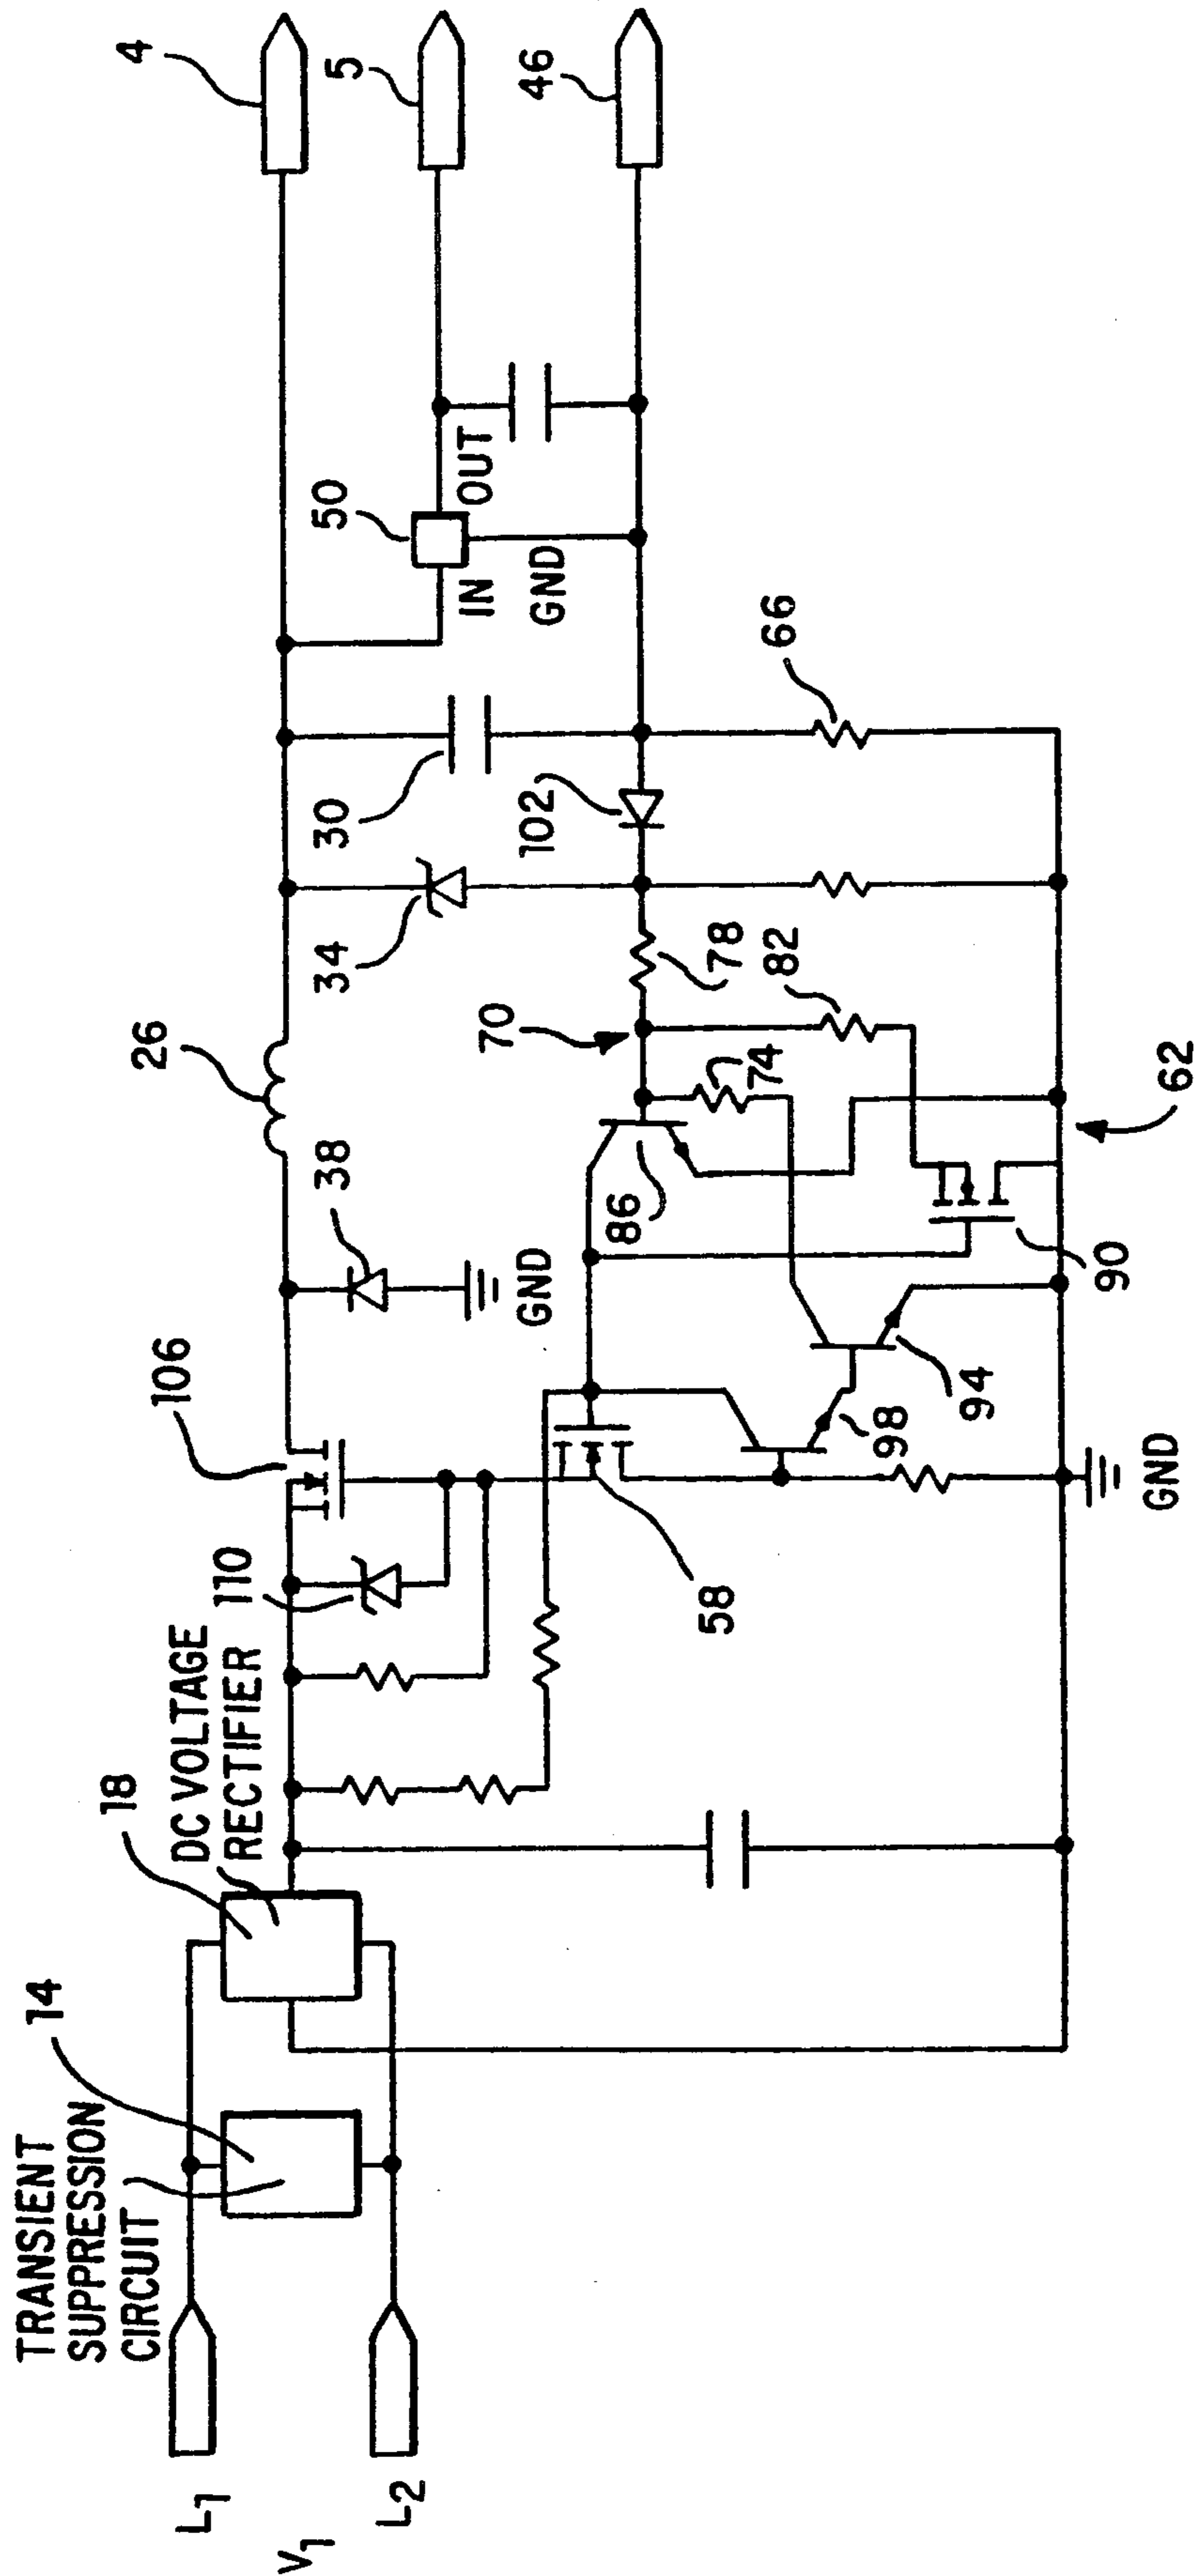 TRANSIENT
SUPPRESSION
CIRCUIT
14
18
DC VOLTAGE
RECTIFIER
110
106
38
26
34
30
50
IN
OUT
GND
4
5
46
L1
V1
L2
GND
58
98
94
86
90
70
74
78
82
102
66
62
GND